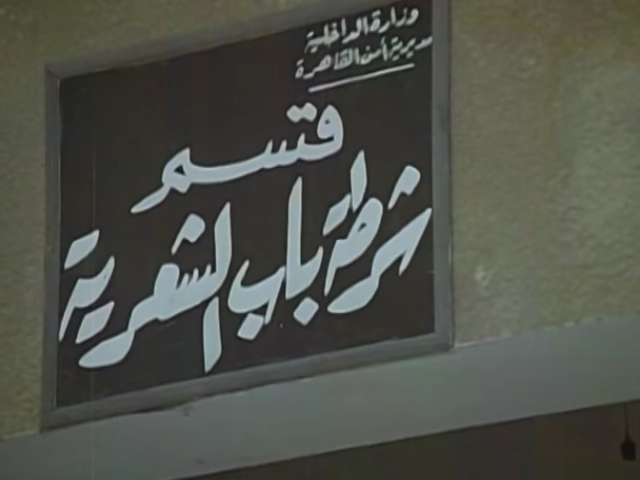 وزارة الداخلية
مديرية أمن القاهرة
قسم
شرطة باب الشعرية